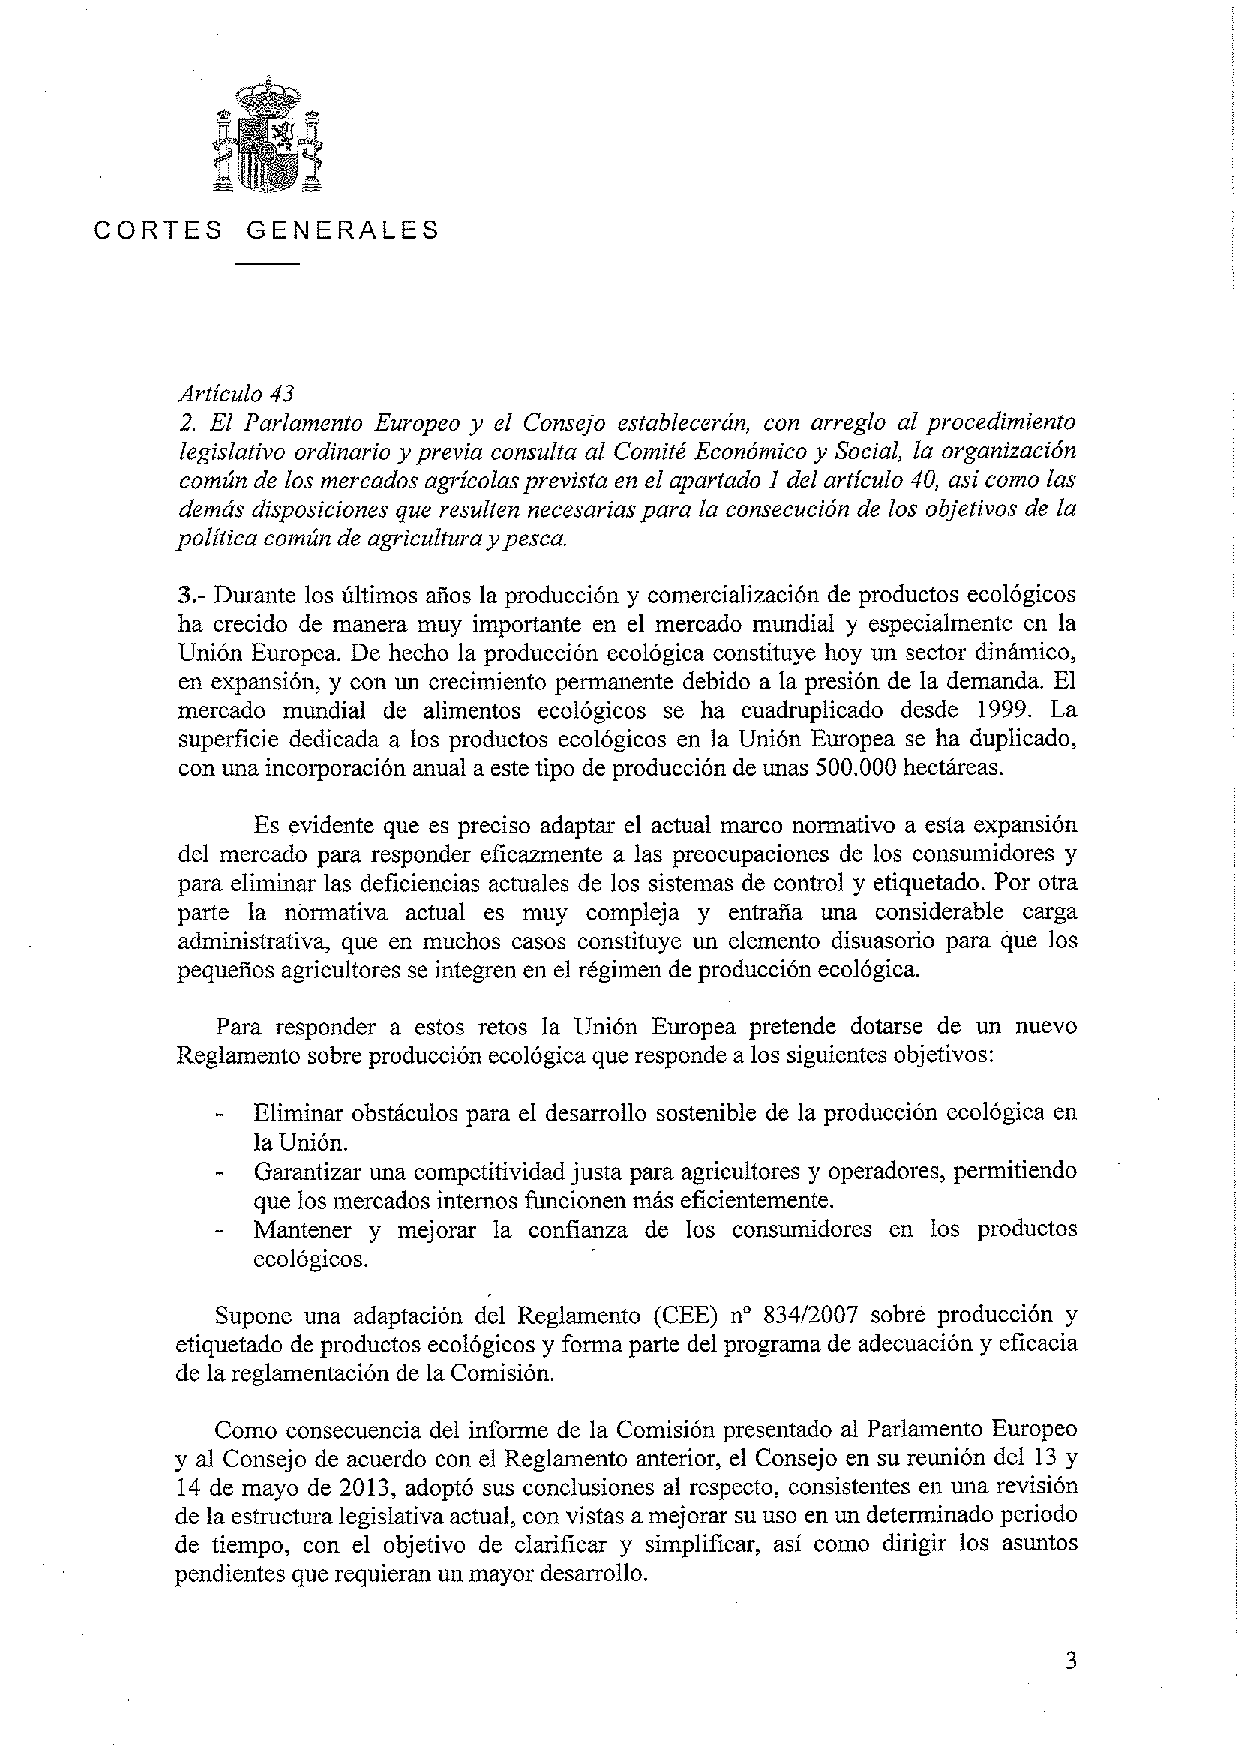 CORTES GENERALES
Artículo 43
2. El Parlamento Europeo y el Consejo establecerán, con arreglo al procedimiento
legislativo ordinario y previa consulta al Comité Económico y Social, la organización
común de los mercados agrícolas prevista en el apartado 1 del artículo 40, así como las
demás disposiciones que resulten necesarias para la consecución de los objetivos de la
política común de agricultura y pesca.
3.- Durante los últimos años la producción y comercialización de productos ecológicos
ha crecido de manera muy importante en el mercado mundial y especialmente en la
Unión Europea. De hecho la producción ecológica constituye hoy un sector dinámico,
en expansión, y con un crecimiento permanente debido a la presión de la demanda. El
mercado mundial de alimentos ecológicos se ha cuadruplicado desde 1999. La
superficie dedicada a los productos ecológicos en la Unión Europea se ha duplicado,
con una incorporación anual a este tipo de producción de unas 500.000 hectáreas.
Es evidente que es preciso adaptar el actual marco normativo a esta expansión
del mercado para responder eficazmente a las preocupaciones de los consumidores y
para eliminar las deficiencias actuales de los sistemas de control y etiquetado. Por otra
parte la normativa actual es muy compleja y entraña una considerable carga
administrativa, que en muchos casos constituye un elemento disuasorio para que los
pequeños agricultores se integren en el régimen de producción ecológica.
Para responder a estos retos la Unión Europea pretende dotarse de un nuevo
Reglamento sobre producción ecológica que responde a los siguientes objetivos:
- Eliminar obstáculos para el desarrollo sostenible de la producción ecológica en
la Unión.
- Garantizar una competitividad justa para agricultores y operadores, permitiendo
que los mercados internos funcionen más eficientemente.
- Mantener y mejorar la confianza de los consumidores en los productos
ecológicos.
Supone una adaptación del Reglamento (CEE) nº 834/2007 sobre producción y
etiquetado de productos ecológicos y forma parte del programa de adecuación y eficacia
de la reglamentación de la Comisión.
Como consecuencia del informe de la Comisión presentado al Parlamento Europeo
y al Consejo de acuerdo con el Reglamento anterior, el Consejo en su reunión del 13 y
14 de mayo de 2013, adoptó sus conclusiones al respecto, consistentes en una revisión
de la estructura legislativa actual, con vistas a mejorar su uso en un determinado periodo
de tiempo, con el objetivo de clarificar y simplificar, así como dirigir los asuntos
pendientes que requieran un mayor desarrollo.
3